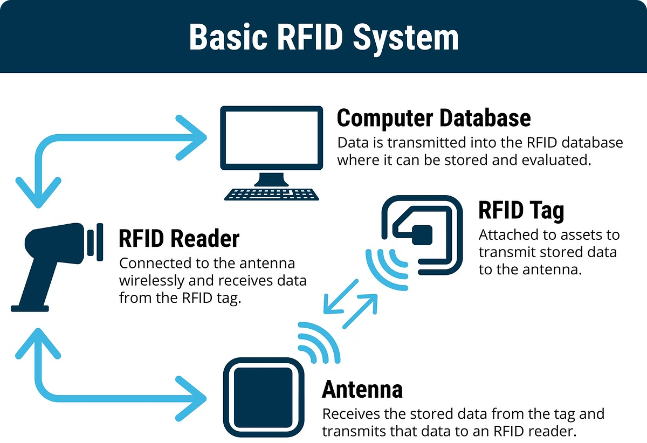 Basic RFID System
Computer Database
Data is transmitted into the RFID database
where it can be stored and evaluated.
RFID Tag
Attached to assets to
transmit stored data
to the antenna.
RFID Reader
Connected to the antenna
wirelessly and receives data
from the RFID tag.
Antenna
Receives the stored data from the tag and
transmits that data to an RFID reader.